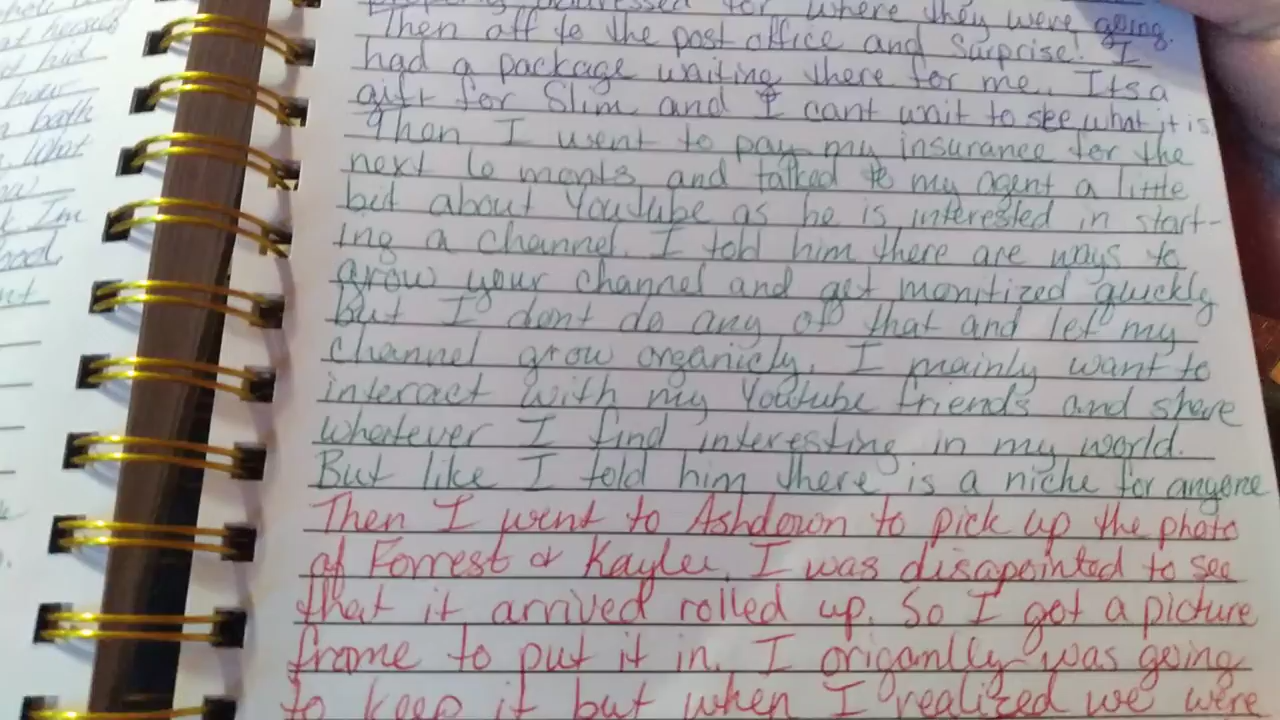 for where they were going.
Then off to the post office and Surprise! I
had a package waiting there for me. Its a
gift for Slim and I cant wait to see what it is.
Then I went to pay my insurance for the
next 6 monts and talked to my agent a little
bit about YouTube as he is interested in start-
ing a channel. I told him there are ways to
grow your channel and get monitized quickly
but I dont do any of that and let my
channel grow organicly. I mainly want to
interact with my Youtube friends and share
whatever I find interesting in my world.
But like I told him there is a niche for anyone
Then I went to Ashdown to pick up the photo
of Forrest & Kaylee. I was disapointed to see
that it arrived rolled up. So I got a picture
frame to put it in. I origanlly was going
to keep it but when I realized we were